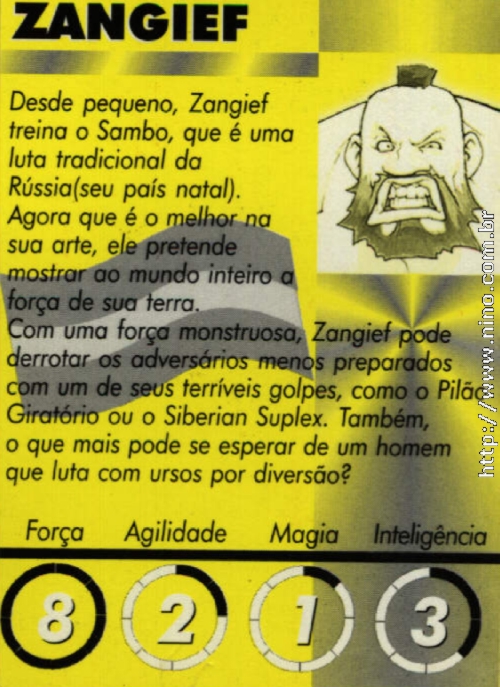 ZANGIEF
Desde pequeno, Zangief
treina o Sambo, que é uma
luta tradicional da
Rússia(seu país natal).
Agora que é o melhor na
sua arte, ele pretende
mostrar ao mundo inteiro a
força de sua terra.
Com uma força monstruosa, Zangief pode
derrotar os adversários menos preparados
com um de seus terríveis golpes, como o Pilão
Giratório ou o Siberian Suplex. Também,
o que mais pode se esperar de um homem
que luta com ursos por diversão?
Força Agilidade Magia Inteligência
8 2 1 3
http://www.nino.com.br